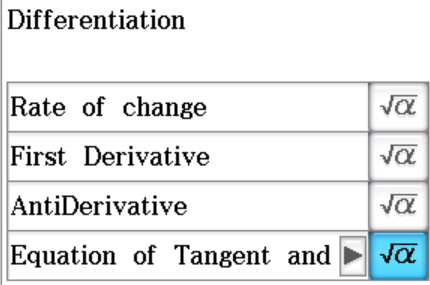 Differentiation
Rate of change √α
First Derivative √α
AntiDerivative √α
Equation of Tangent and ▶ √α